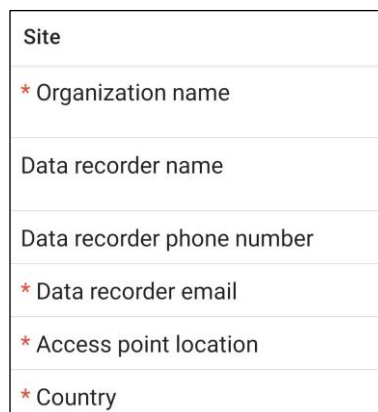 Site
* Organization name
Data recorder name
Data recorder phone number
* Data recorder email
* Access point location
* Country